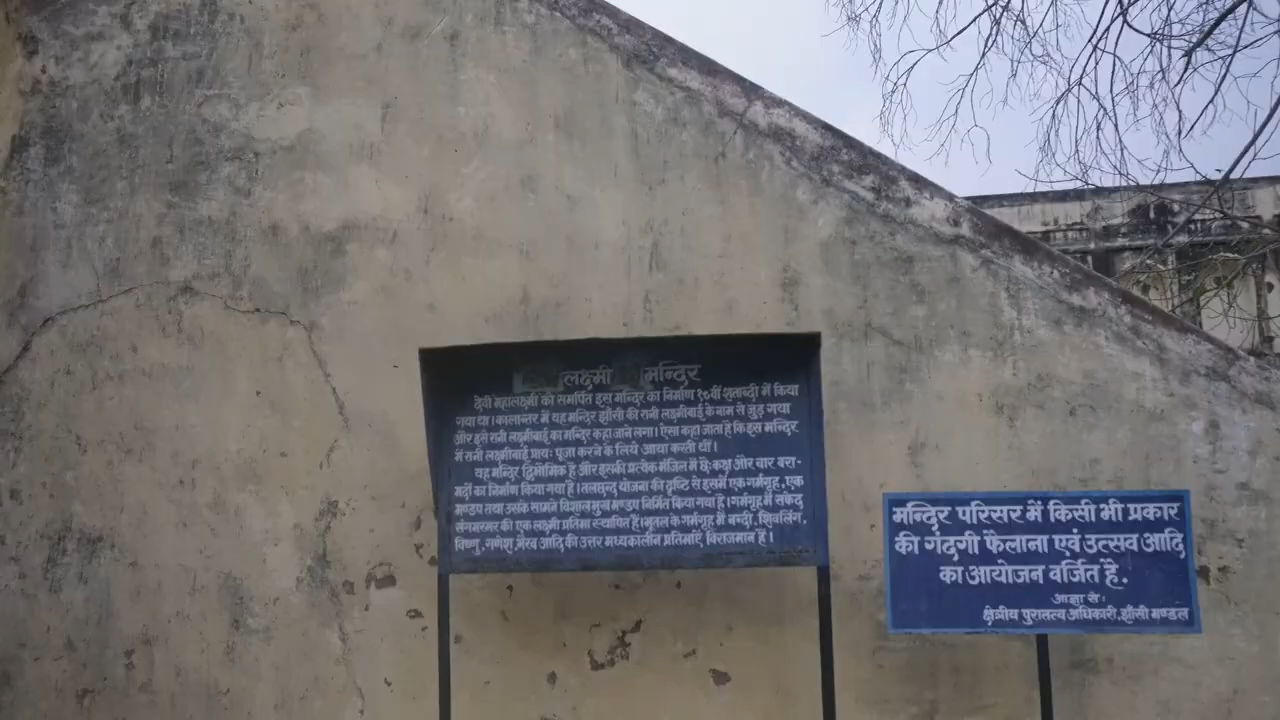 लक्ष्मी मन्दिर
देवी महालक्ष्मी को समर्पित इस मन्दिर का निर्माण १८वीं शताब्दी में किया
गया था। कालान्तर में यह मन्दिर झाँसी की रानी लक्ष्मीबाई के नाम से जुड़ गया
और इसे रानी लक्ष्मीबाई का मन्दिर कहा जाने लगा। ऐसा कहा जाता है कि इस मन्दिर
में रानी लक्ष्मीबाई प्रायः पूजा करने के लिये आया करती थीं।
यह मन्दिर द्विभौमिक है और इसकी प्रत्येक मंजिल में छः कक्ष और चार बरा-
मदों का निर्माण किया गया है। तलछन्द योजना की दृष्टि से इसमें एक गर्भगृह, एक
मण्डप तथा उसके सामने विशाल मुख मण्डप निर्मित किया गया है। गर्भगृह में सफेद
संगमरमर की एक लक्ष्मी प्रतिमा स्थापित है। भूतल के गर्भगृह में नन्दी, शिवलिंग,
विष्णु, गणेश, भैरव आदि की उत्तर मध्यकालीन प्रतिमाएँ विराजमान हैं।
मन्दिर परिसर में किसी भी प्रकार
की गंदगी फैलाना एवं उत्सव आदि
का आयोजन वर्जित है.
आज्ञा से:
क्षेत्रीय पुरातत्व अधिकारी, झाँसी मण्डल